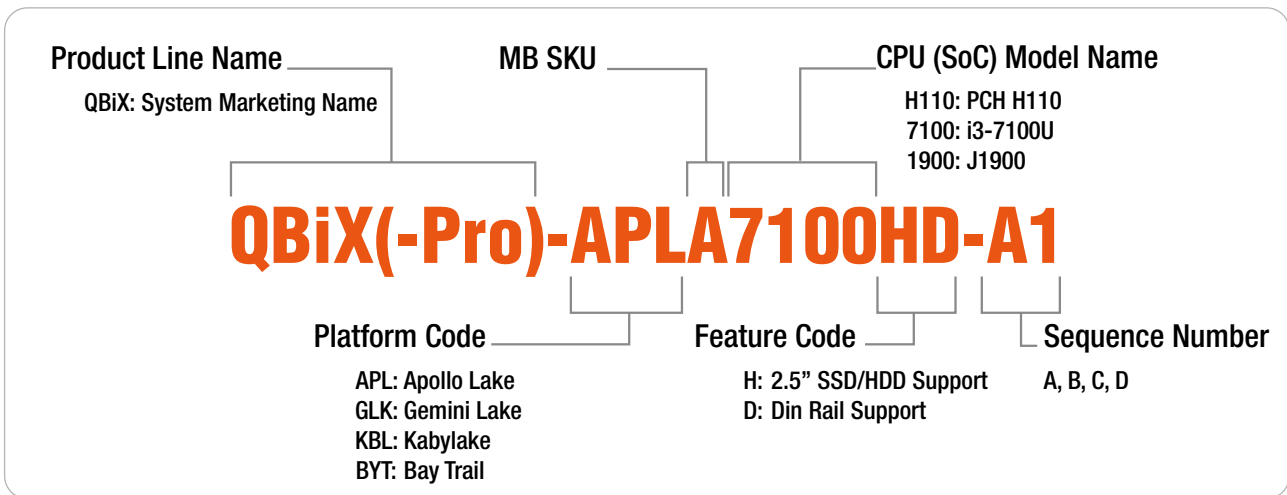 Product Line Name
QBiX: System Marketing Name
MB SKU
CPU (SoC) Model Name
H110: PCH H110
7100: i3-7100U
1900: J1900
QBiX(-Pro)-APLA7100HD-A1
Platform Code
APL: Apollo Lake
GLK: Gemini Lake
KBL: Kabylake
BYT: Bay Trail
Feature Code
H: 2.5” SSD/HDD Support
D: Din Rail Support
Sequence Number
A, B, C, D